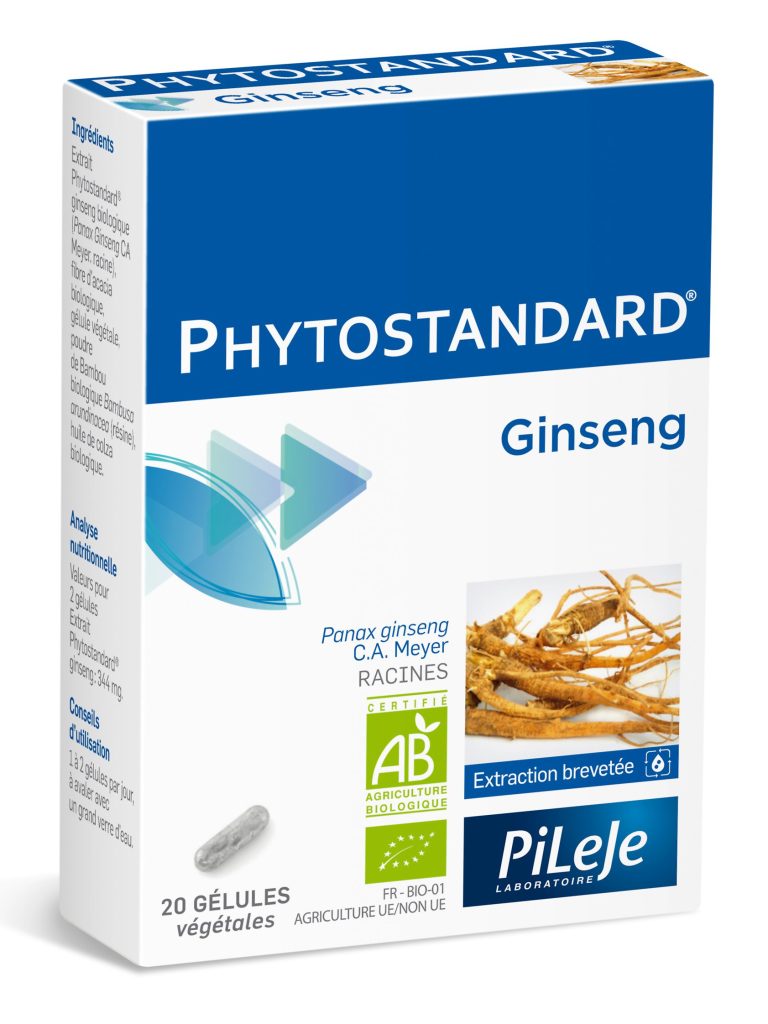 PHYTOSTANDARD®
Ginseng
Ingrédients
Extrait
Phytostandard®
ginseng biologique
(Panax Ginseng CA
Meyer, racine),
fibre d'acacia
biologique,
gélule végétale,
poudre
de Bambou
biologique Bambusa
arundinacea (résine),
huile de colza
biologique.
Analyse
nutritionnelle
Valeurs pour
2 gélules
Extrait
Phytostandard®
ginseng : 344 mg.
Conseils
d'utilisation
1 à 2 gélules par jour,
à avaler avec
un grand verre d'eau.
PHYTOSTANDARD®
Ginseng
Panax ginseng
C.A. Meyer
RACINES
CERTIFIÉ
AB
AGRICULTURE
BIOLOGIQUE
Extraction brevetée
PiLeJe
LABORATOIRE
FR - BIO-01
AGRICULTURE UE/NON UE
20 GÉLULES
végétales